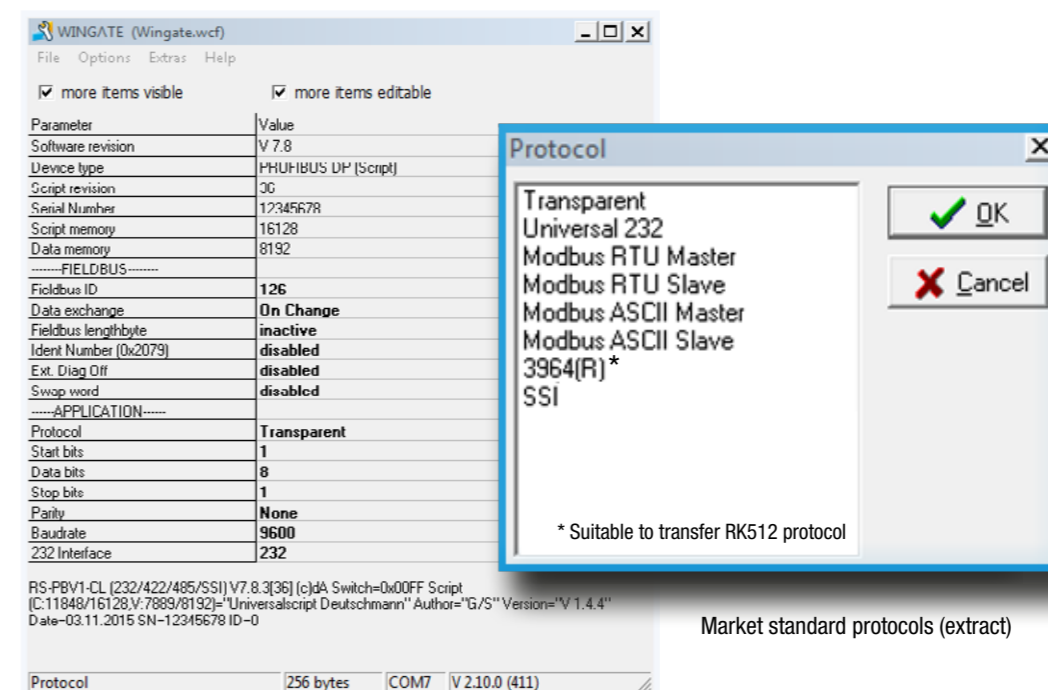 WINGATE (Wingate.wcf)
File Options Extras Help
more items visible more items editable
Parameter Value
Software revision V 7.8
Device type PROFIBUS DP (Script)
Script revision 36
Serial Number 12345678
Script memory 16128
Data memory 8192
--------FIELDBUS--------
Fieldbus ID 126
Data exchange On Change
Fieldbus lengthbyte inactive
Ident Number (0x2079) disabled
Ext. Diag Off disabled
Swap word disabled
------APPLICATION------
Protocol Transparent
Start bits 1
Data bits 8
Stop bits 1
Parity None
Baudrate 9600
232 Interface 232
RS-PBV1-CL (232/422/485/SSI) V7.8.3[36] (c)dA Switch=0x00FF Script
(C:11848/16128,V:7889/8192)="Universalscript Deutschmann" Author="G/S" Version="V 1.4.4"
Date=03.11.2015 SN=12345678 ID=0
Protocol 256 bytes COM7 V 2.10.0 (411)
Protocol
Transparent
Universal 232
Modbus RTU Master
Modbus RTU Slave
Modbus ASCII Master
Modbus ASCII Slave
3964(R)*
SSI
* Suitable to transfer RK512 protocol
OK
Cancel
Market standard protocols (extract)